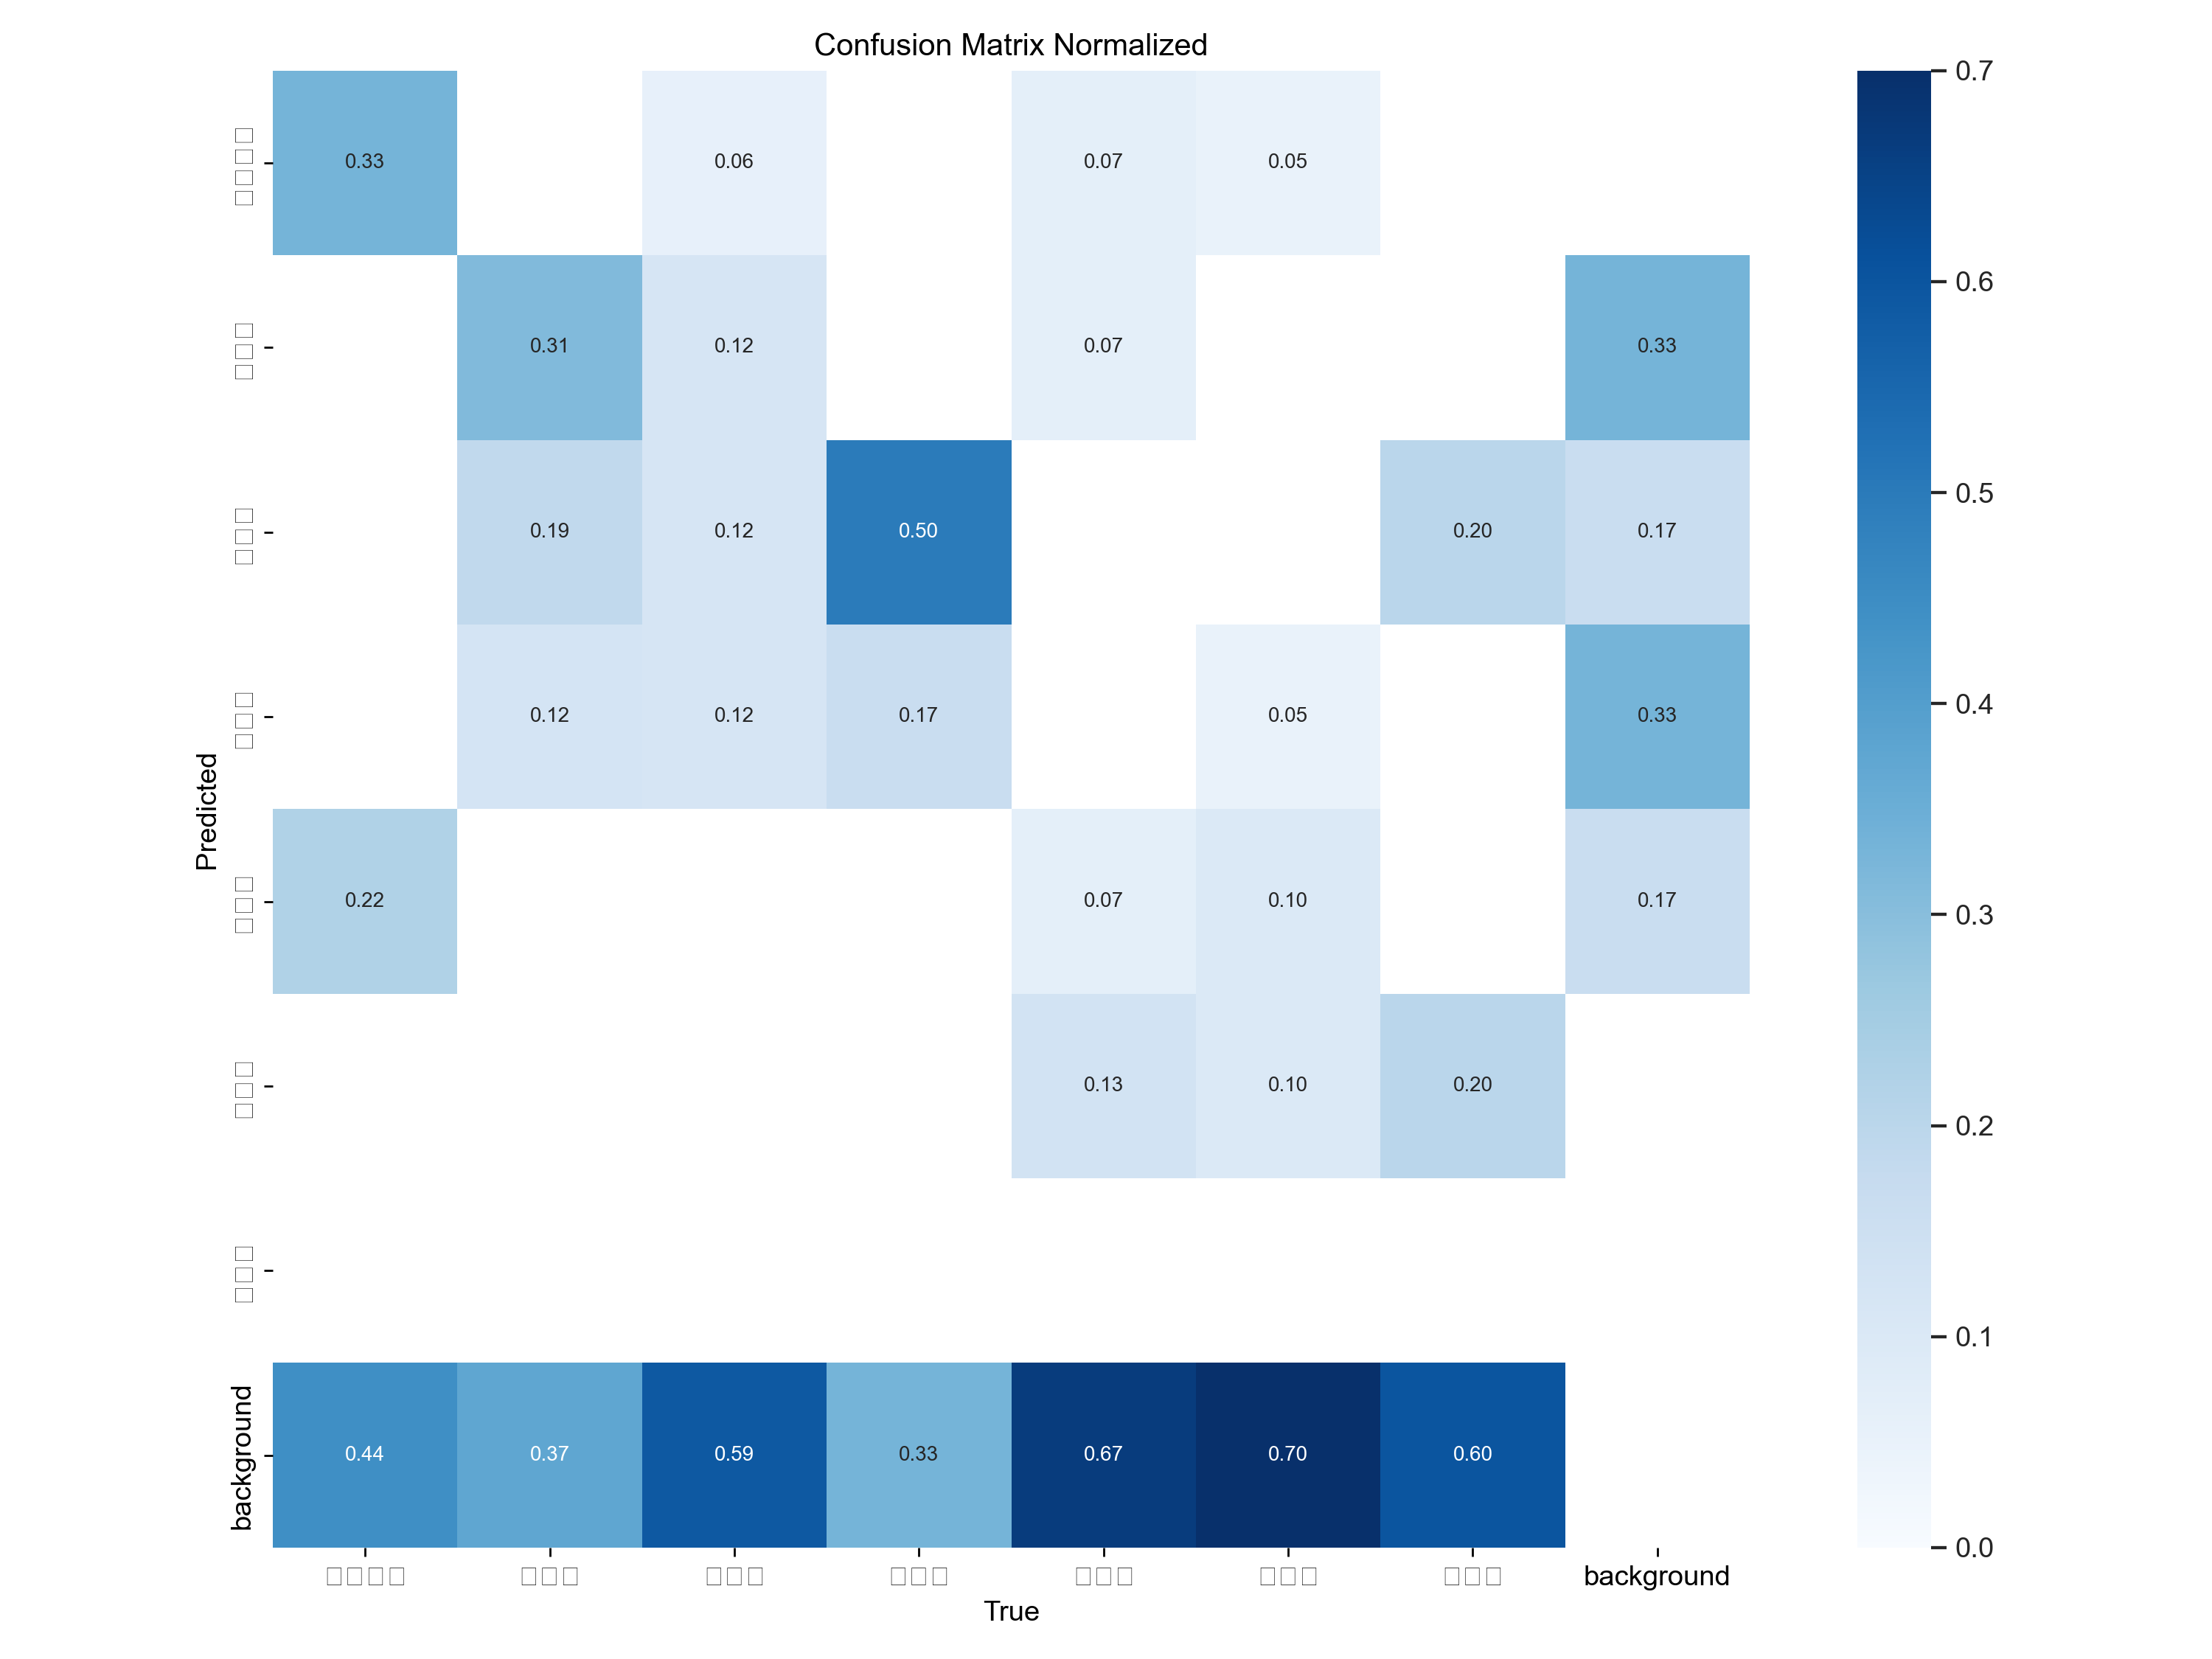 Confusion Matrix Normalized
0.33 0.06 0.07 0.05
0.31 0.12 0.07 0.33
0.19 0.12 0.50 0.20 0.17
0.12 0.12 0.17 0.05 0.33
0.22 0.07 0.10 0.17
0.13 0.10 0.20
0.44 0.37 0.59 0.33 0.67 0.70 0.60
Predicted
background
background
True
0.7
0.6
0.5
0.4
0.3
0.2
0.1
0.0